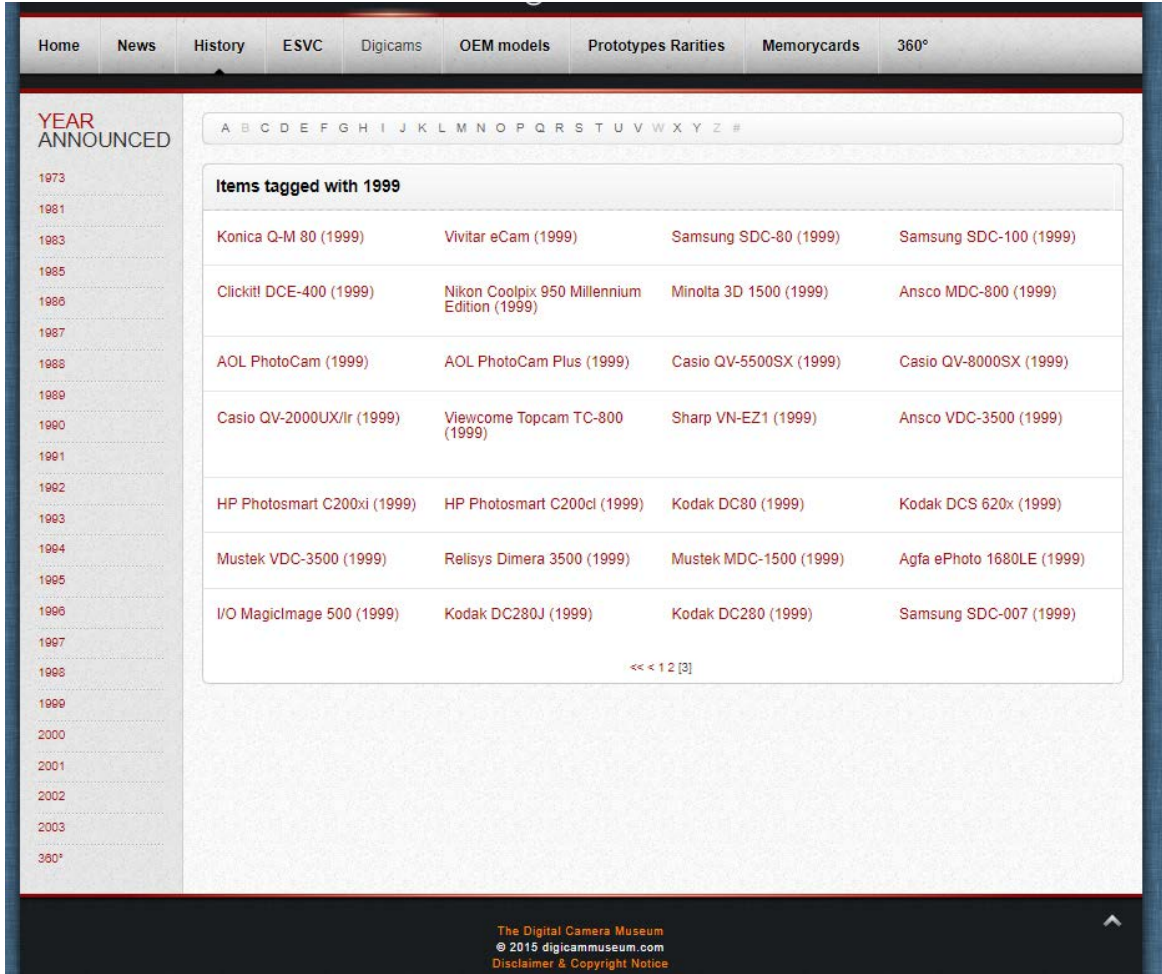 Home News History ESVC Digicams OEM models Prototypes Rarities Memorycards 360°
YEAR
ANNOUNCED
1973
1981
1983
1985
1986
1987
1988
1989
1990
1991
1992
1993
1994
1995
1996
1997
1998
1999
2000
2001
2002
2003
360°
A B C D E F G H I J K L M N O P Q R S T U V W X Y Z #
Items tagged with 1999
Konica Q-M 80 (1999) Vivitar eCam (1999) Samsung SDC-80 (1999) Samsung SDC-100 (1999)
Clickit! DCE-400 (1999) Nikon Coolpix 950 Millennium Minolta 3D 1500 (1999) Ansco MDC-800 (1999)
Edition (1999)
AOL PhotoCam (1999) AOL PhotoCam Plus (1999) Casio QV-5500SX (1999) Casio QV-8000SX (1999)
Casio QV-2000UX/Ir (1999) Viewcome Topcam TC-800 Sharp VN-EZ1 (1999) Ansco VDC-3500 (1999)
(1999)
HP Photosmart C200xi (1999) HP Photosmart C200cl (1999) Kodak DC80 (1999) Kodak DCS 620x (1999)
Mustek VDC-3500 (1999) Relisys Dimera 3500 (1999) Mustek MDC-1500 (1999) Agfa ePhoto 1680LE (1999)
I/O MagicImage 500 (1999) Kodak DC280J (1999) Kodak DC280 (1999) Samsung SDC-007 (1999)
<< < 1 2 [3]
The Digital Camera Museum
© 2015 digicammuseum.com
Disclaimer & Copyright Notice